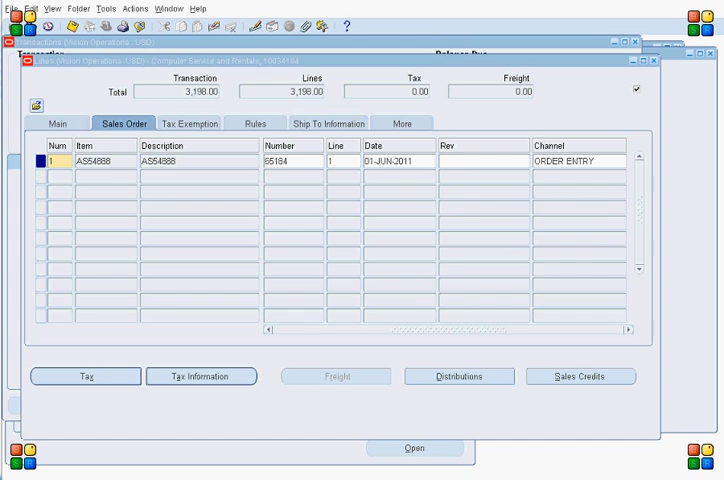 File Edit View Folder Tools Actions Window Help
Transactions (Vision Operations :USD)
Lines (Vision Operations :USD) - Computer Service and Rentals, 10034104
Transaction Lines Tax Freight
Total 3,198.00 3,198.00 0.00 0.00
Main Sales Order Tax Exemption Rules Ship To Information More
Num Item Description Number Line Date Rev Channel
1 AS54888 AS54888 65184 1 01-JUN-2011 ORDER ENTRY
Tax Tax Information Freight Distributions Sales Credits
Open